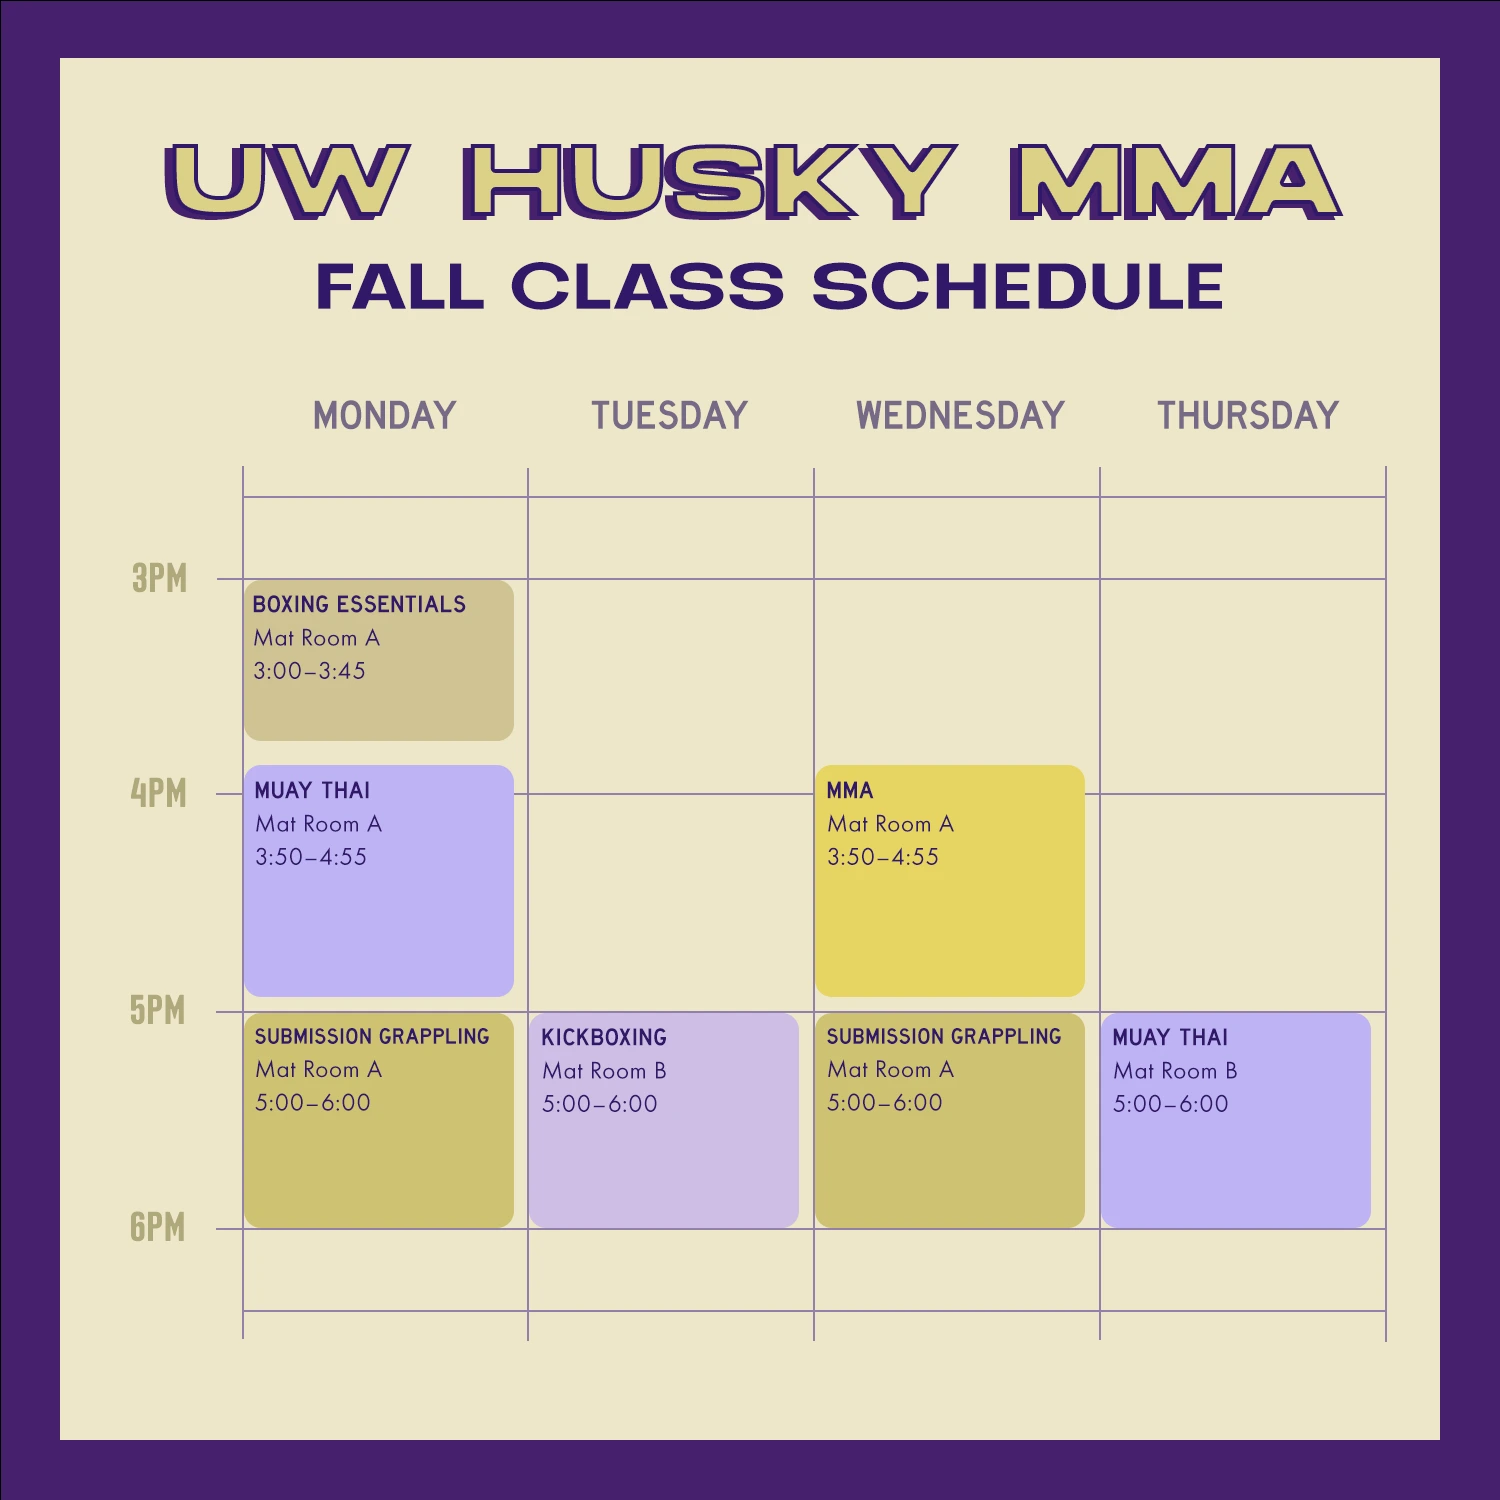 UW HUSKY MMA
FALL CLASS SCHEDULE
MONDAY TUESDAY WEDNESDAY THURSDAY
3PM
BOXING ESSENTIALS
Mat Room A
3:00–3:45
4PM
MUAY THAI
Mat Room A
3:50–4:55
MMA
Mat Room A
3:50–4:55
5PM
SUBMISSION GRAPPLING
Mat Room A
5:00–6:00
KICKBOXING
Mat Room B
5:00–6:00
SUBMISSION GRAPPLING
Mat Room A
5:00–6:00
MUAY THAI
Mat Room B
5:00–6:00
6PM